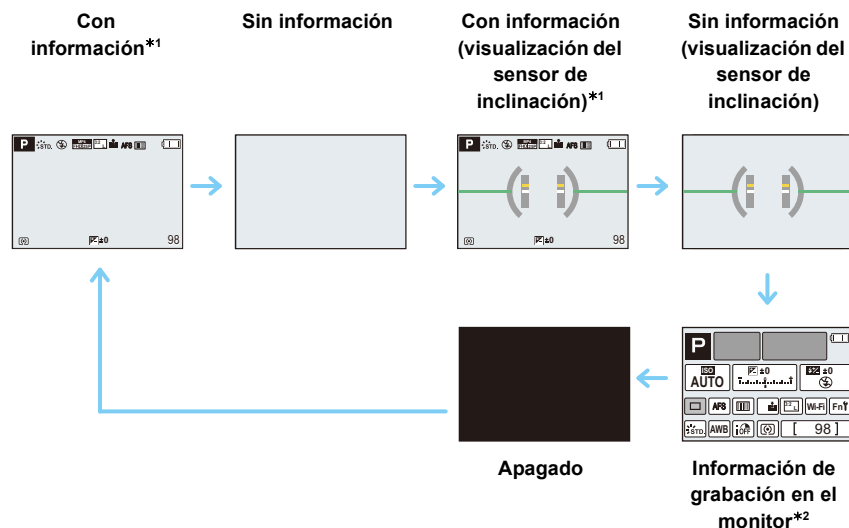 Con
información*1
Sin información
Con información
(visualización del
sensor de
inclinación)*1
Sin información
(visualización del
sensor de
inclinación)
P STD. AFS
±0 98
P STD. AFS
±0 98
P
ISO
AUTO
±0
±0
AFS L Wi-Fi Fn
STD. AWB i OFF [ 98 ]
Apagado
Información de
grabación en el
monitor*2